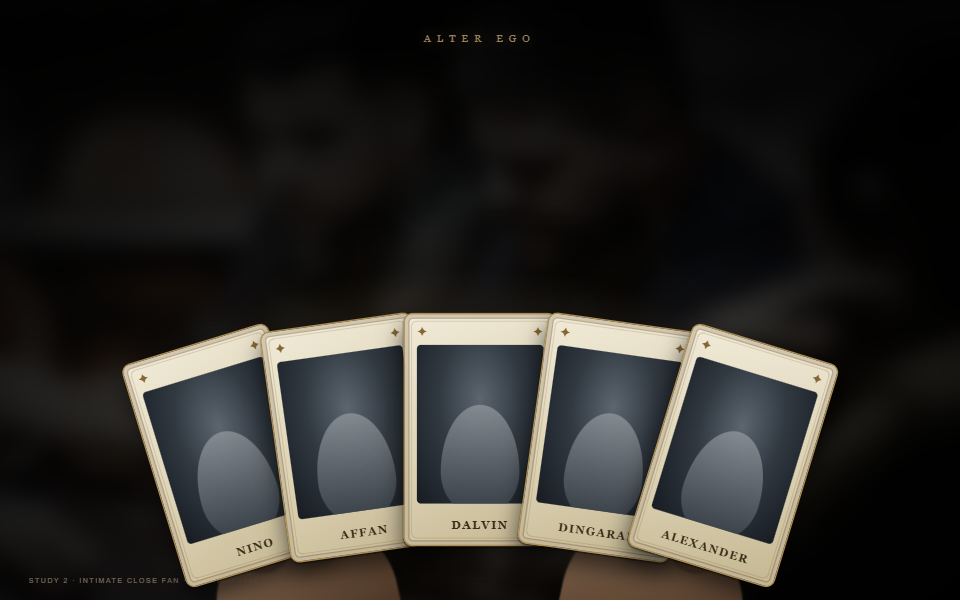 ALTER EGO
NINO
AFFAN
DALVIN
DINGARA
ALEXANDER
STUDY 2 · INTIMATE CLOSE FAN